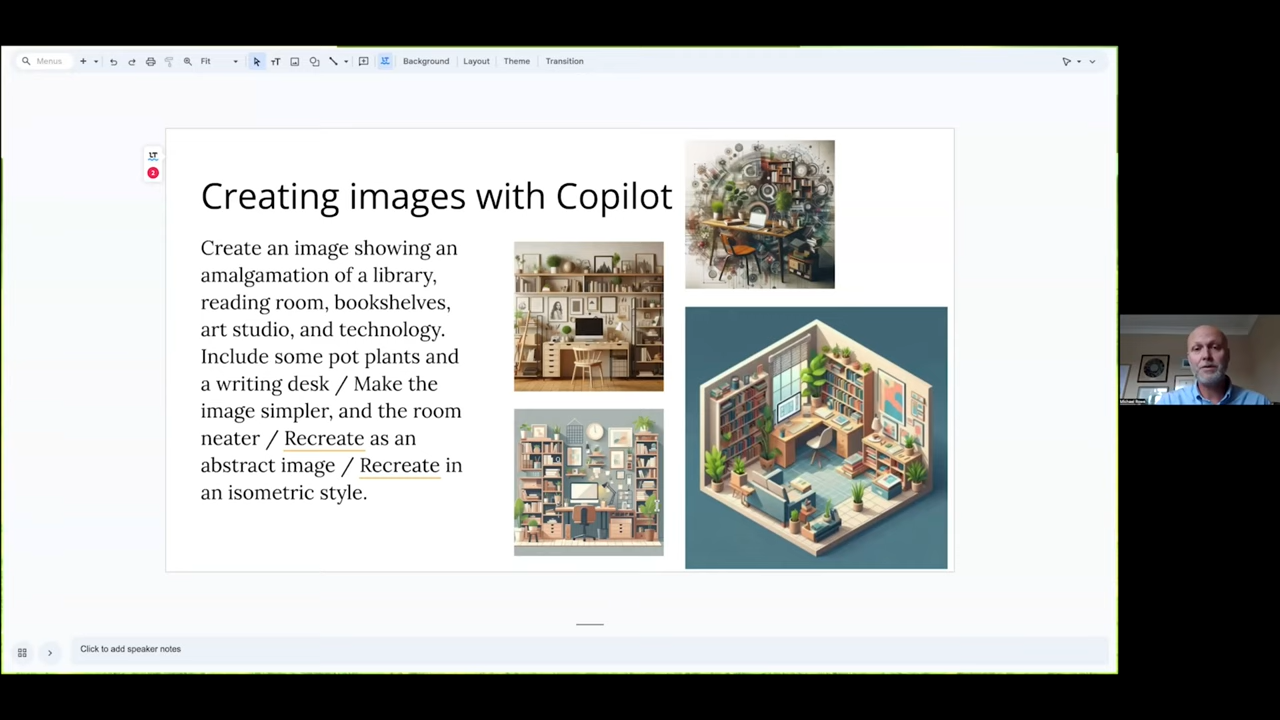 Menus
Fit
Background
Layout
Theme
Transition
LT
2
Creating images with Copilot
Create an image showing an
amalgamation of a library,
reading room, bookshelves,
art studio, and technology.
Include some pot plants and
a writing desk / Make the
image simpler, and the room
neater / Recreate as an
abstract image / Recreate in
an isometric style.
Click to add speaker notes